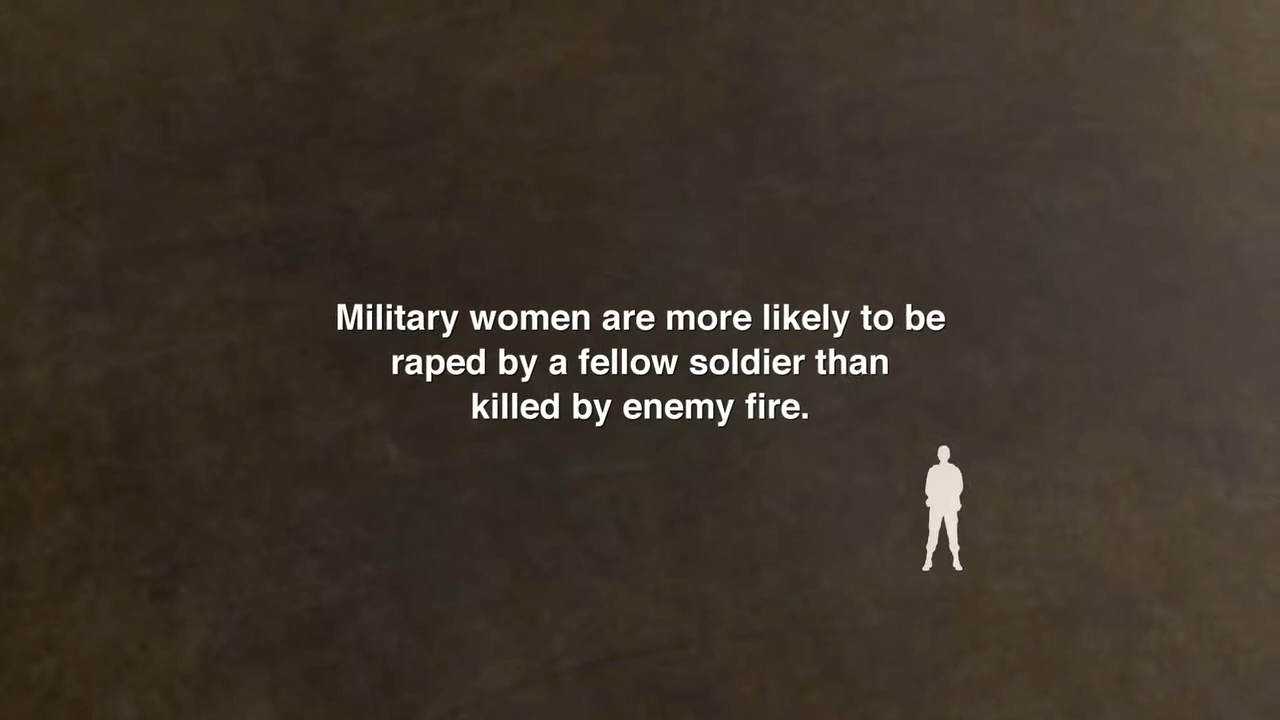 Military women are more likely to be
raped by a fellow soldier than
killed by enemy fire.